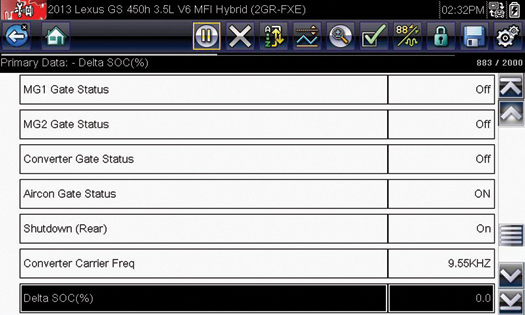 2013 Lexus GS 450h 3.5L V6 MFI Hybrid (2GR-FXE) 02:32PM
Primary Data: - Delta SOC(%) 883 / 2000
MG1 Gate Status Off
MG2 Gate Status Off
Converter Gate Status Off
Aircon Gate Status ON
Shutdown (Rear) On
Converter Carrier Freq 9.55KHZ
Delta SOC(%) 0.0